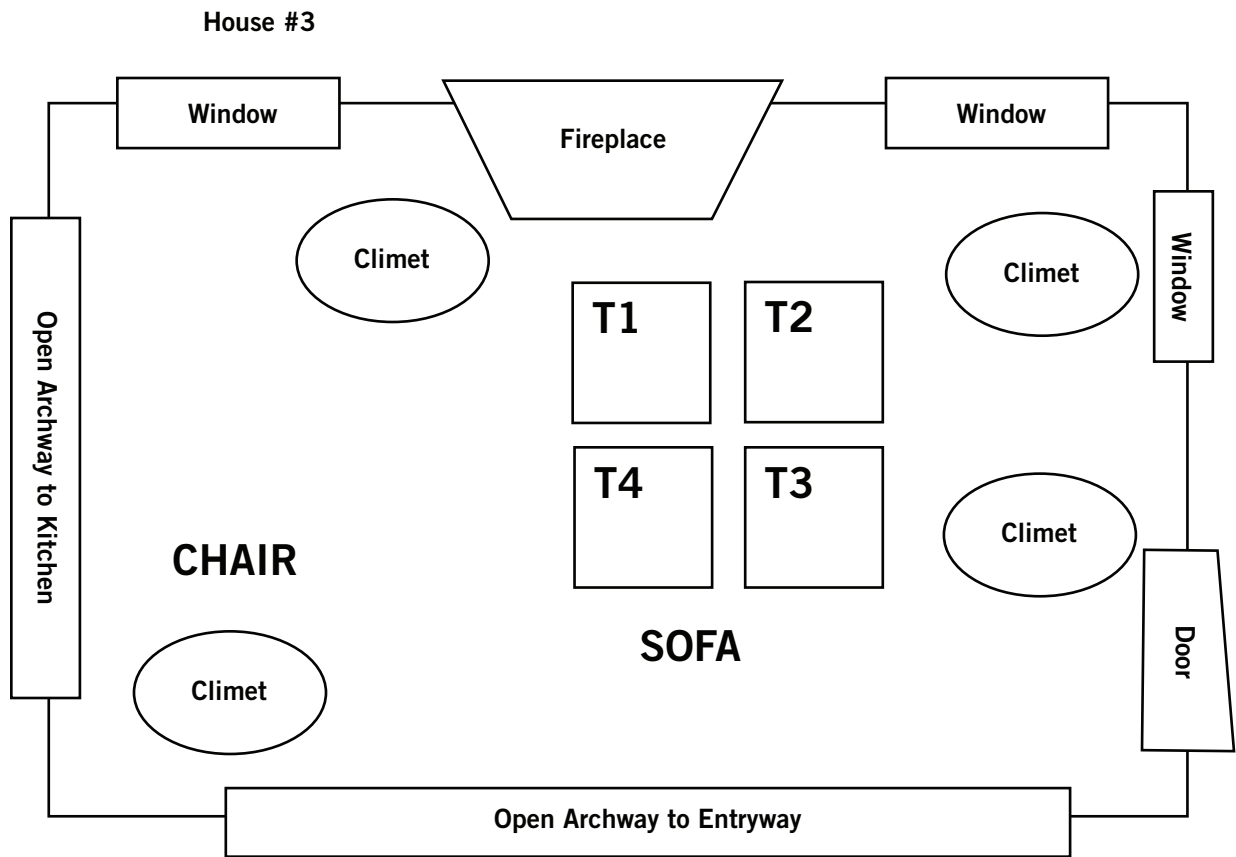 House #3
Window
Fireplace
Window
Climet
Climet
Window
Open Archway to Kitchen
T1
T2
T4
T3
Climet
CHAIR
SOFA
Door
Climet
Open Archway to Entryway